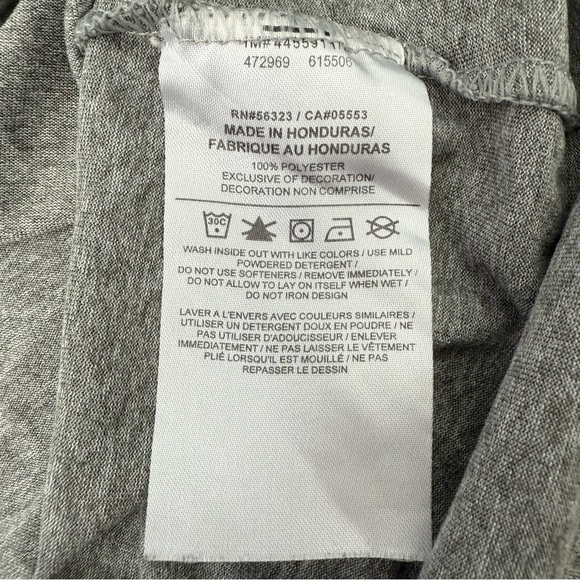 472969 615506
RN#56323 / CA#05553
MADE IN HONDURAS/
FABRIQUE AU HONDURAS
100% POLYESTER
EXCLUSIVE OF DECORATION/
DECORATION NON COMPRISE
30C
WASH INSIDE OUT WITH LIKE COLORS / USE MILD
POWDERED DETERGENT /
DO NOT USE SOFTENERS / REMOVE IMMEDIATELY /
DO NOT ALLOW TO LAY ON ITSELF WHEN WET /
DO NOT IRON DESIGN
LAVER A L'ENVERS AVEC COULEURS SIMILAIRES /
UTILISER UN DETERGENT DOUX EN POUDRE / NE
PAS UTILISER D'ADOUCISSEUR / ENLEVER
IMMEDIATEMENT / NE PAS LAISSER LE VÊTEMENT
PLIÉ LORSQU'IL EST MOUILLÉ / NE PAS
REPASSER LE DESSIN